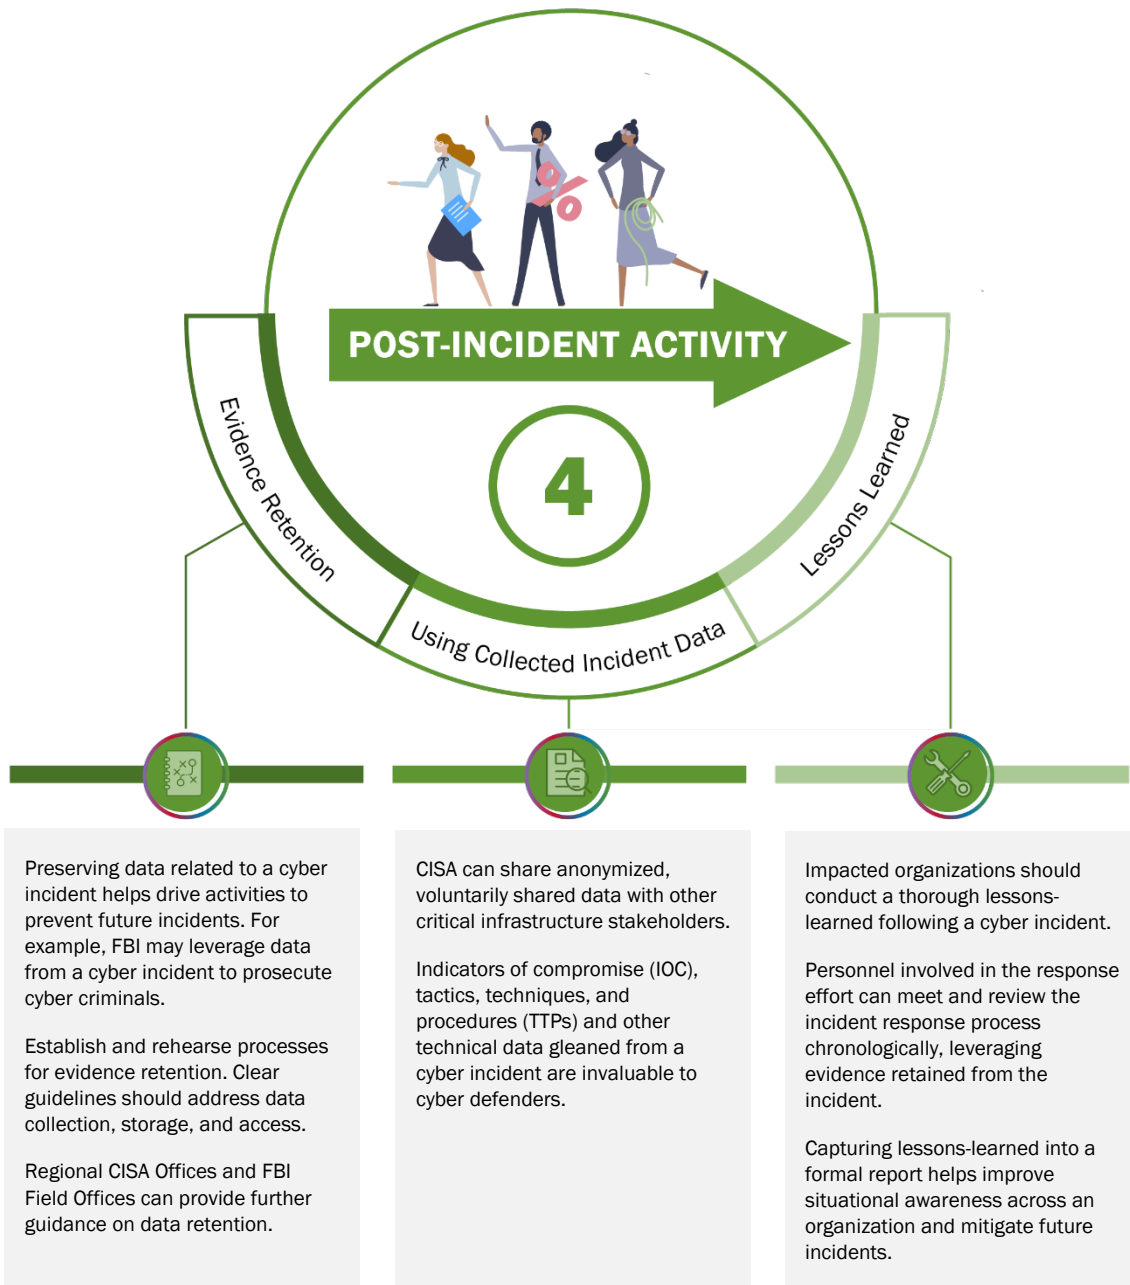 POST-INCIDENT ACTIVITY
4
Evidence Retention
Using Collected Incident Data
Lessons Learned
Preserving data related to a cyber
incident helps drive activities to
prevent future incidents. For
example, FBI may leverage data
from a cyber incident to prosecute
cyber criminals.
Establish and rehearse processes
for evidence retention. Clear
guidelines should address data
collection, storage, and access.
Regional CISA Offices and FBI
Field Offices can provide further
guidance on data retention.
CISA can share anonymized,
voluntarily shared data with other
critical infrastructure stakeholders.
Indicators of compromise (IOC),
tactics, techniques, and
procedures (TTPs) and other
technical data gleaned from a
cyber incident are invaluable to
cyber defenders.
Impacted organizations should
conduct a thorough lessons-
learned following a cyber incident.
Personnel involved in the response
effort can meet and review the
incident response process
chronologically, leveraging
evidence retained from the
incident.
Capturing lessons-learned into a
formal report helps improve
situational awareness across an
organization and mitigate future
incidents.